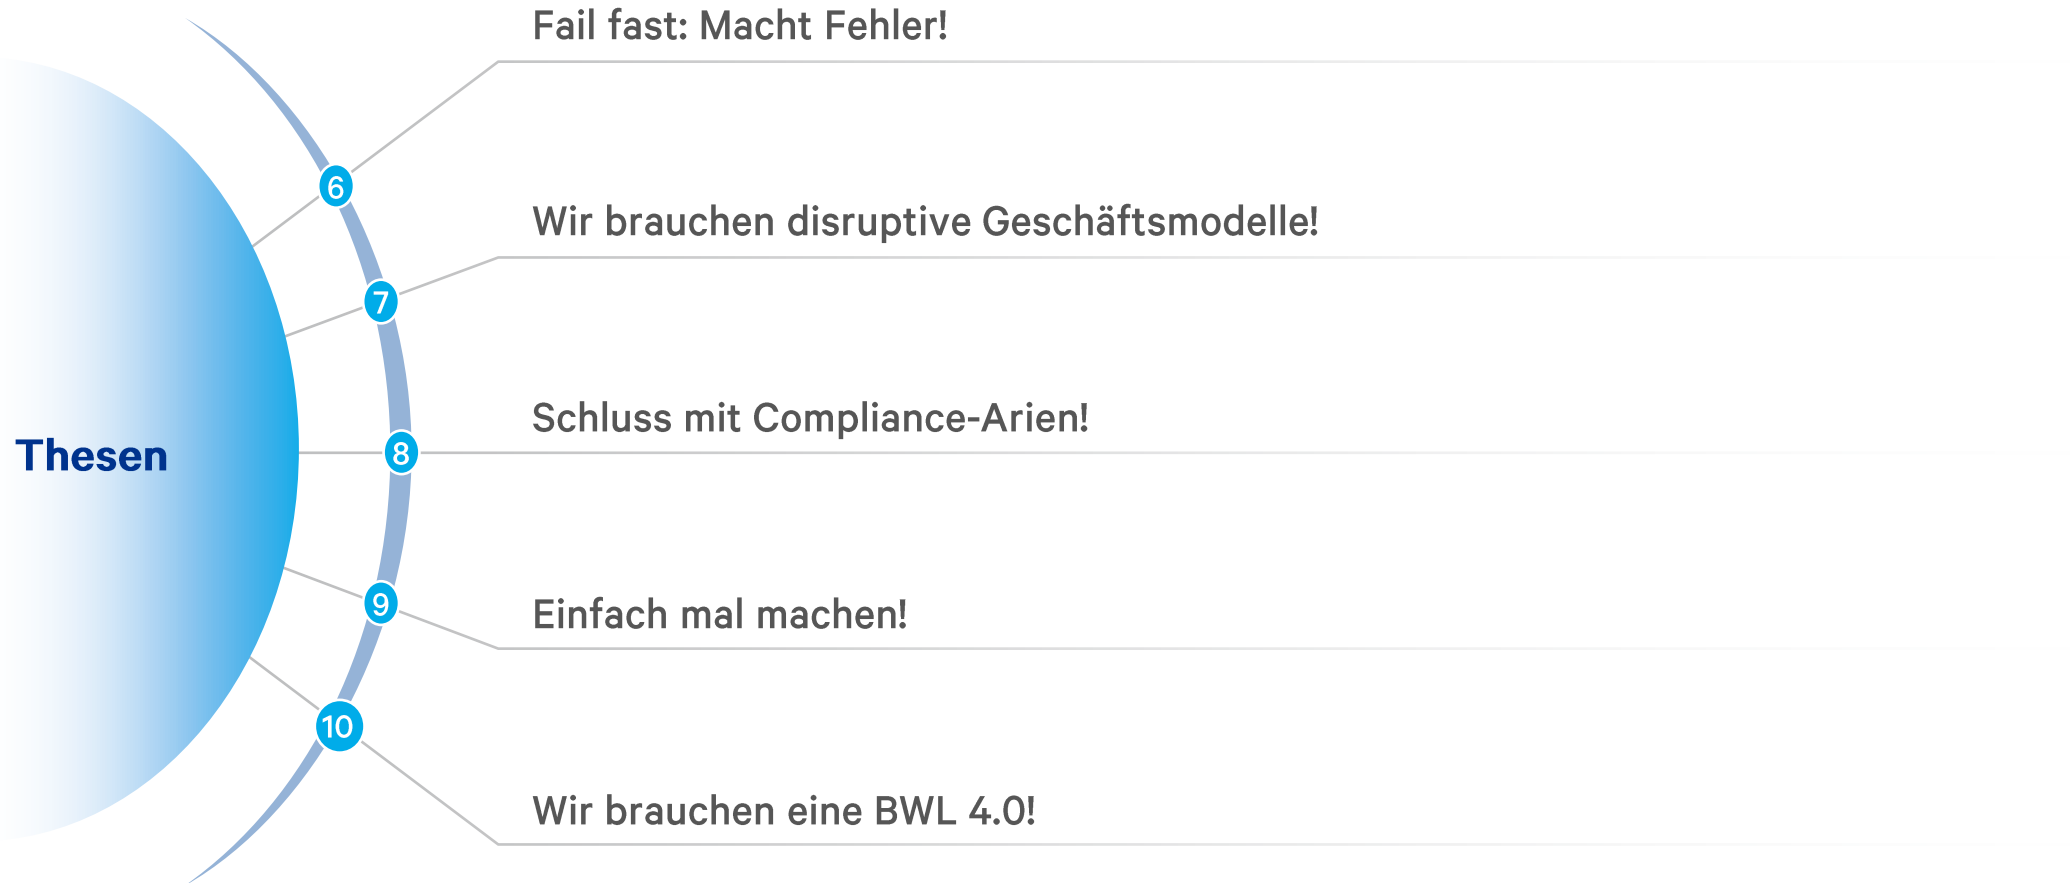 Fail fast: Macht Fehler!
6
Wir brauchen disruptive Geschäftsmodelle!
7
Schluss mit Compliance-Arien!
Thesen
8
Einfach mal machen!
9
10
Wir brauchen eine BWL 4.0!